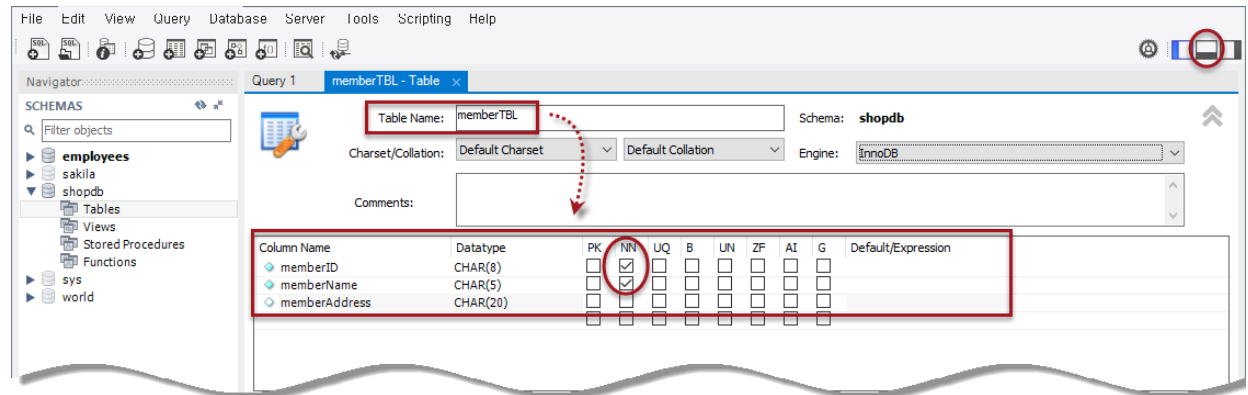 File Edit View Query Database Server Tools Scripting Help
Navigator
SCHEMAS
Filter objects
employees
sakila
shopdb
Tables
Views
Stored Procedures
Functions
sys
world
Query 1 memberTBL - Table ×
Table Name: memberTBL Schema: shopdb
Charset/Collation: Default Charset Default Collation Engine: InnoDB
Comments:
Column Name Datatype PK NN UQ B UN ZF AI G Default/Expression
memberID CHAR(8)
memberName CHAR(5)
memberAddress CHAR(20)